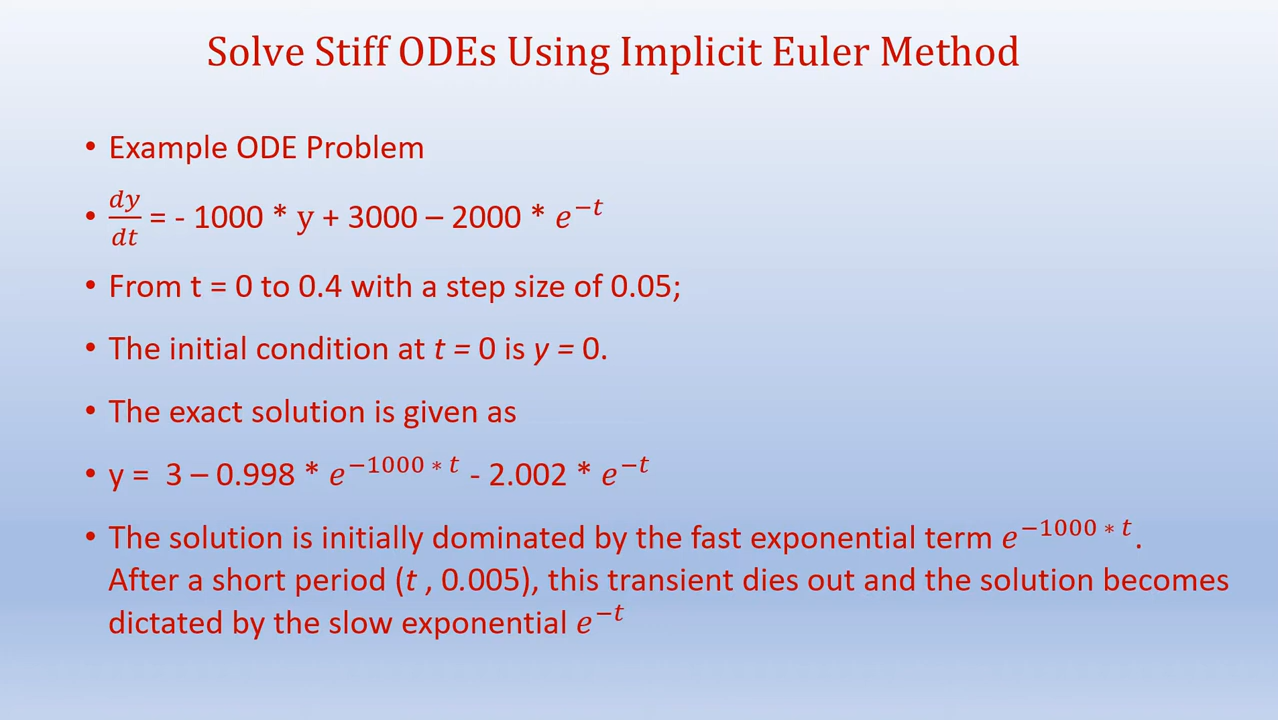 Solve Stiff ODEs Using Implicit Euler Method
• Example ODE Problem
• dy/dt = - 1000 * y + 3000 – 2000 * e^−t
• From t = 0 to 0.4 with a step size of 0.05;
• The initial condition at t = 0 is y = 0.
• The exact solution is given as
• y = 3 – 0.998 * e^−1000∗t - 2.002 * e^−t
• The solution is initially dominated by the fast exponential term e^−1000∗t.
After a short period (t , 0.005), this transient dies out and the solution becomes
dictated by the slow exponential e^−t